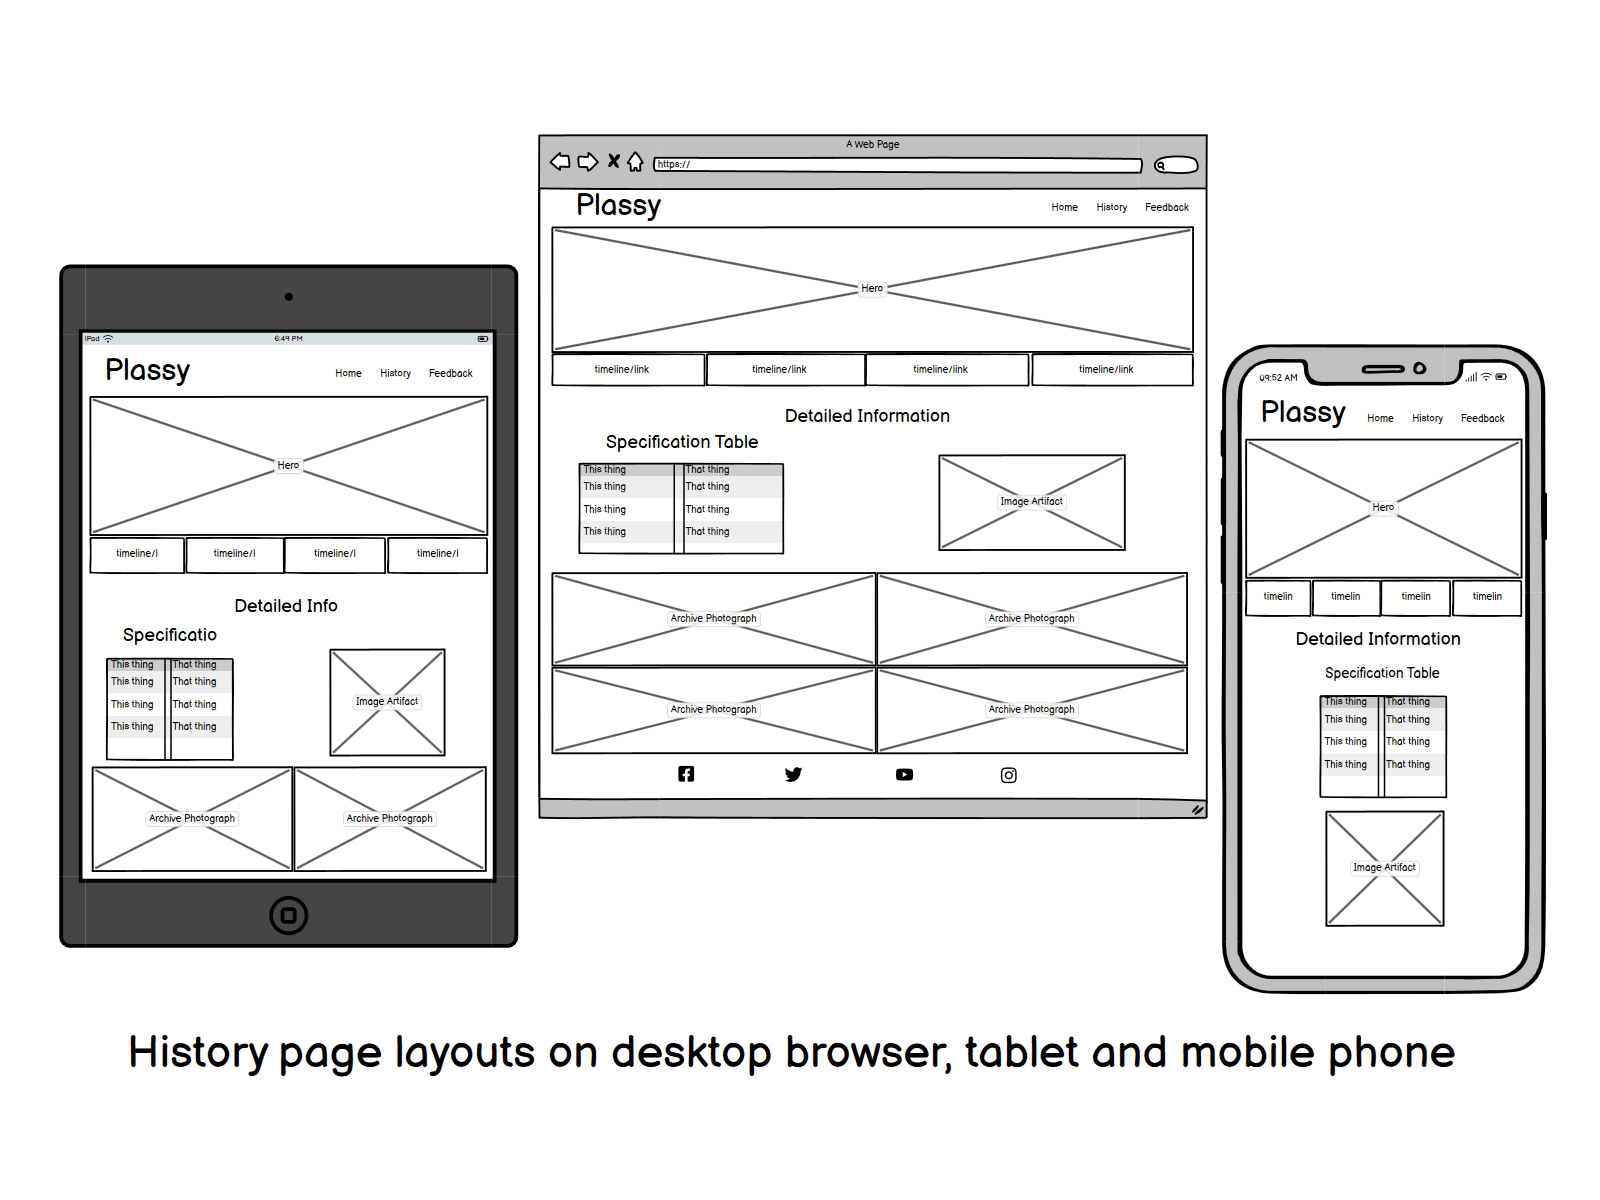 iPad 6:49 PM
Plassy
Home History Feedback
Hero
timeline/l timeline/l timeline/l timeline/l
Detailed Info
Specificatio
This thing That thing
This thing That thing
This thing That thing
This thing That thing
Image Artifact
Archive Photograph Archive Photograph
A Web Page
https://
Plassy
Home History Feedback
Hero
timeline/link timeline/link timeline/link timeline/link
Detailed Information
Specification Table
This thing That thing
This thing That thing
This thing That thing
This thing That thing
Image Artifact
Archive Photograph Archive Photograph
Archive Photograph Archive Photograph
09:52 AM
Plassy
Home History Feedback
Hero
timelin timelin timelin timelin
Detailed Information
Specification Table
This thing That thing
This thing That thing
This thing That thing
This thing That thing
Image Artifact
History page layouts on desktop browser, tablet and mobile phone